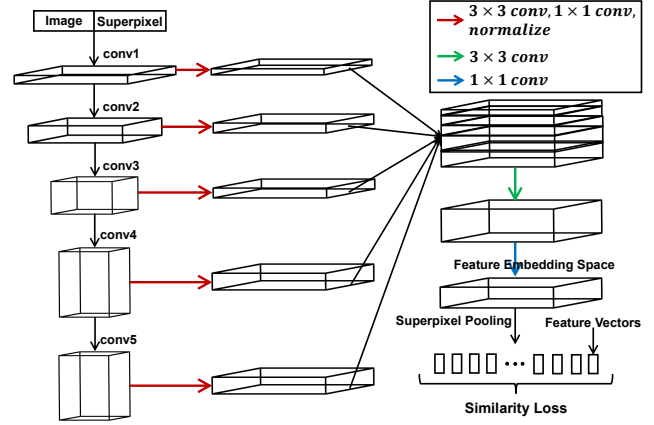 Image Superpixel
conv1
conv2
conv3
conv4
conv5
3 × 3 conv, 1 × 1 conv,
normalize
3 × 3 conv
1 × 1 conv
Feature Embedding Space
Superpixel Pooling
Feature Vectors
...
Similarity Loss